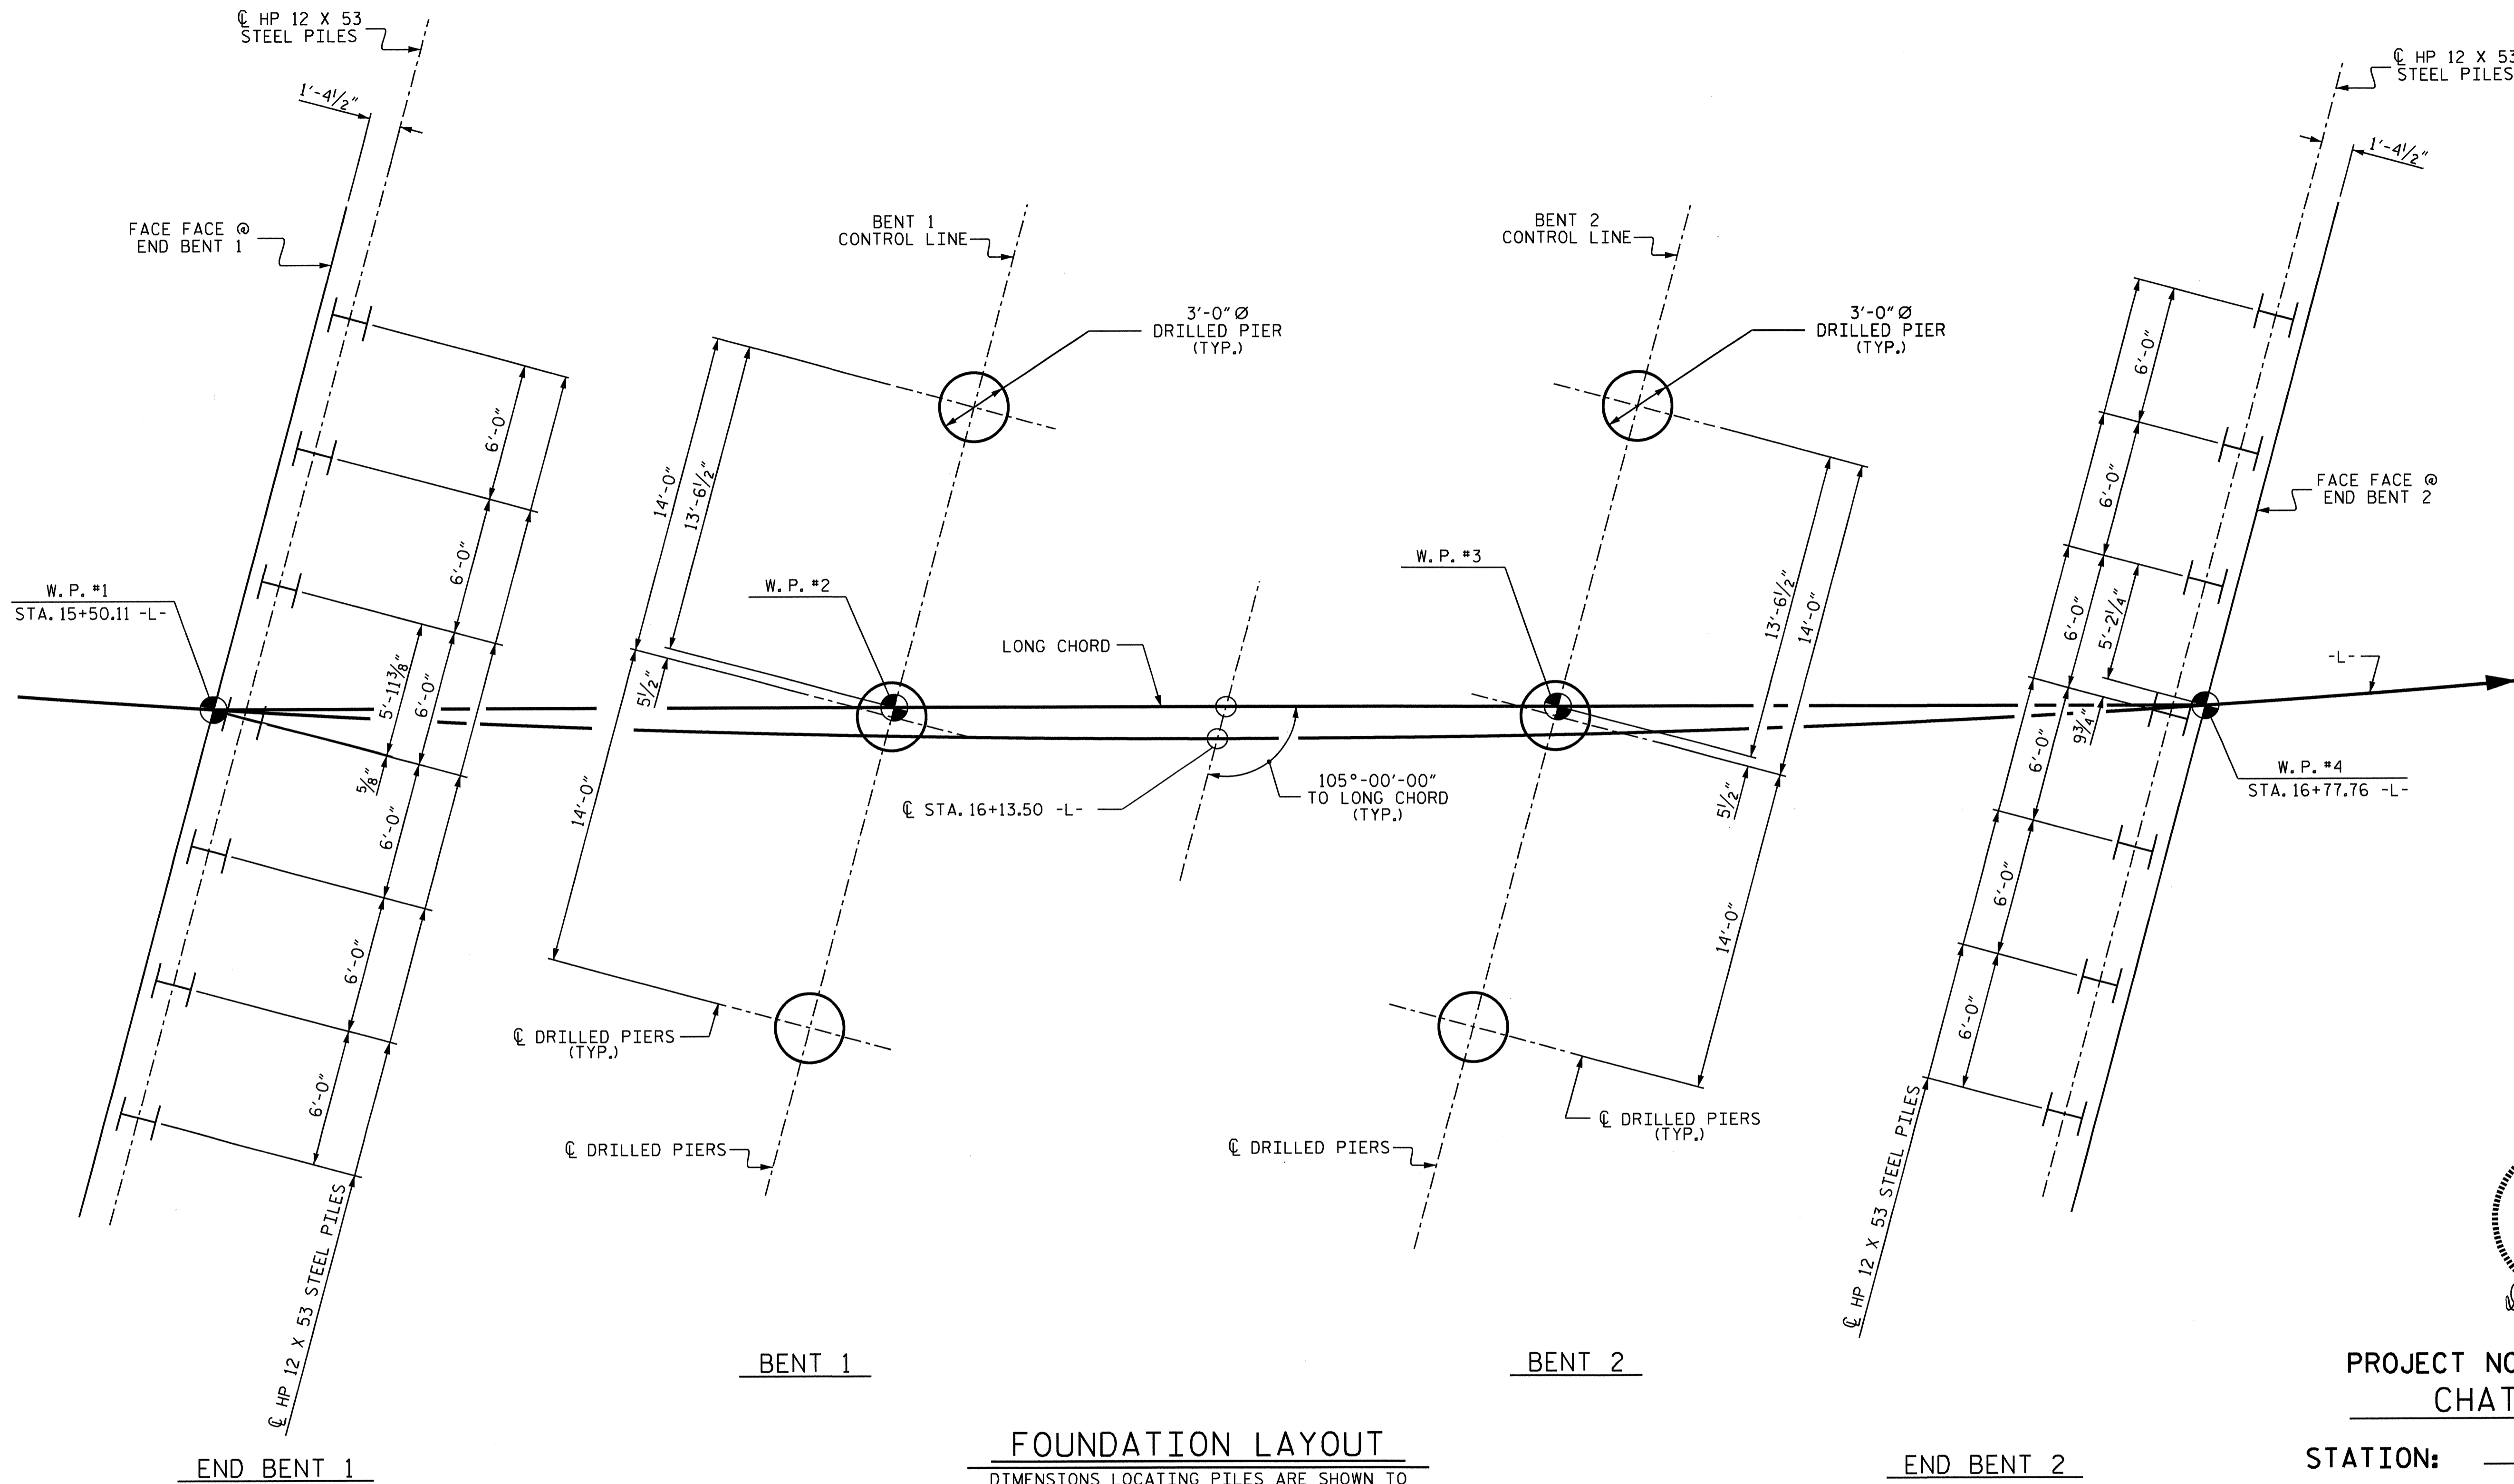 ℄ HP 12 X 53
STEEL PILES
1'-4½"
FACE FACE @
END BENT 1
W.P. #1
STA. 15+50.11 -L-
6'-0"
6'-0"
5'-11⅜"
6'-0"
⅝"
6'-0"
6'-0"
6'-0"
℄ HP 12 X 53 STEEL PILES
END BENT 1
BENT 1
CONTROL LINE
3'-0" Ø
DRILLED PIER
(TYP.)
14'-0"
13'-6½"
W.P. #2
5½"
14'-0"
℄ DRILLED PIERS
(TYP.)
℄ DRILLED PIERS
BENT 1
LONG CHORD
℄ STA. 16+13.50 -L-
105°-00'-00"
TO LONG CHORD
(TYP.)
BENT 2
CONTROL LINE
3'-0" Ø
DRILLED PIER
(TYP.)
W.P. #3
13'-6½"
14'-0"
5½"
14'-0"
℄ DRILLED PIERS
(TYP.)
℄ DRILLED PIERS
BENT 2
℄ HP 12 X 53
STEEL PILES
1'-4½"
6'-0"
6'-0"
FACE FACE @
END BENT 2
6'-0"
5'-2¼"
-L-
9¾"
6'-0"
W.P. #4
STA. 16+77.76 -L-
6'-0"
6'-0"
℄ HP 12 X 53 STEEL PILES
END BENT 2
FOUNDATION LAYOUT
DIMENSIONS LOCATING PILES ARE SHOWN TO
PROJECT NO
CHAT
STATION: